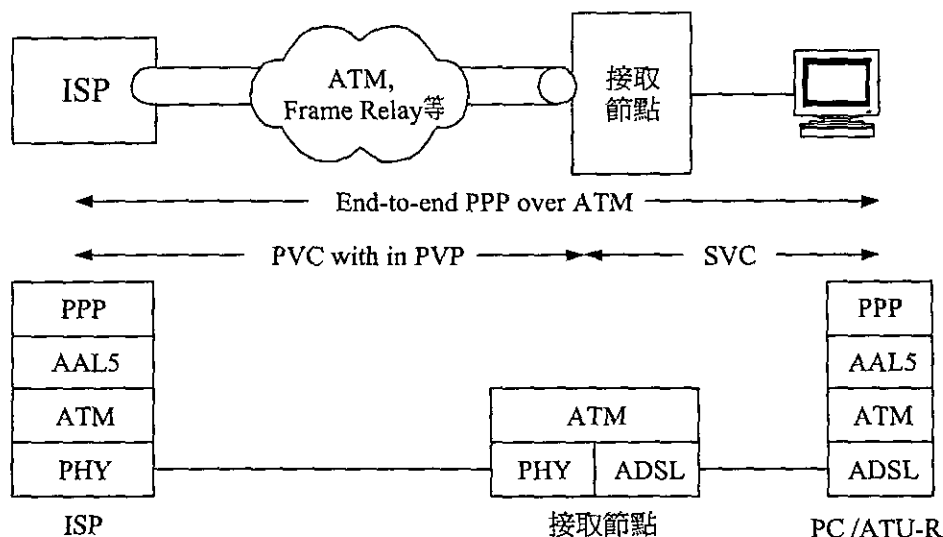 ISP
ATM,
Frame Relay等
接取
節點
End-to-end PPP over ATM
PVC with in PVP
SVC
PPP
AAL5
ATM
PHY
ISP
ATM
PHY
ADSL
接取節點
PPP
AAL5
ATM
ADSL
PC /ATU-R